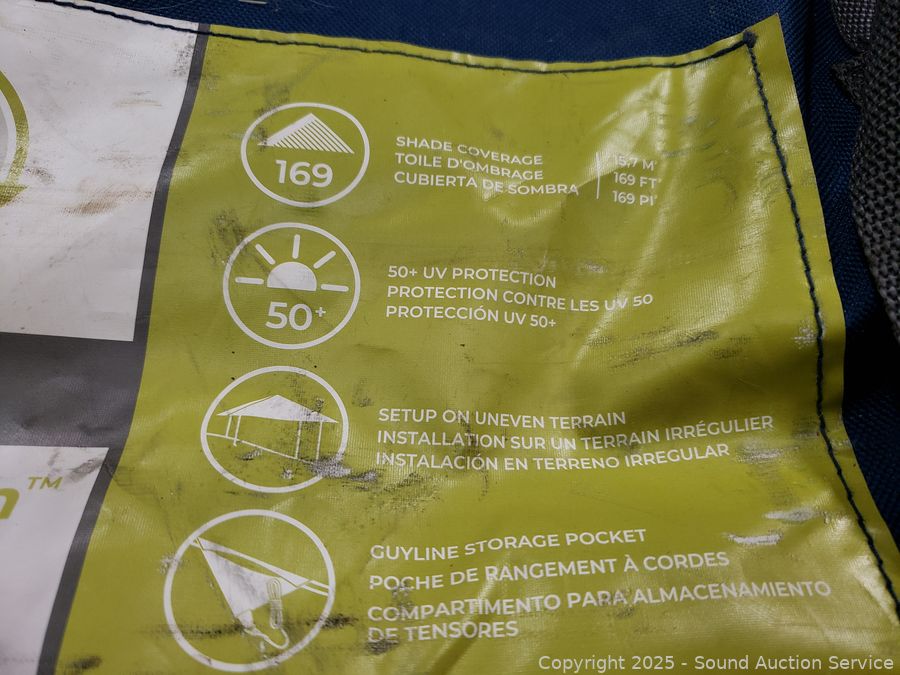 169
SHADE COVERAGE
TOILE D'OMBRAGE
CUBIERTA DE SOMBRA
15.7 M²
169 FT²
169 PI²
50+
50+ UV PROTECTION
PROTECTION CONTRE LES UV 50
PROTECCIÓN UV 50+
SETUP ON UNEVEN TERRAIN
INSTALLATION SUR UN TERRAIN IRRÉGULIER
INSTALACIÓN EN TERRENO IRREGULAR
TM
GUYLINE STORAGE POCKET
POCHE DE RANGEMENT À CORDES
COMPARTIMENTO PARA ALMACENAMIENTO
DE TENSORES
Copyright 2025 - Sound Auction Service